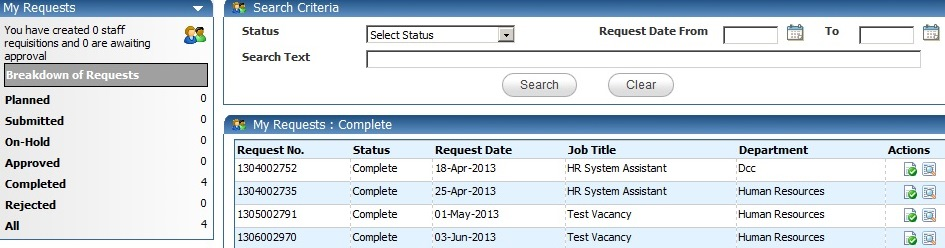 My Requests
You have created 0 staff
requisitions and 0 are awaiting
approval
Breakdown of Requests
Planned 0
Submitted 0
On-Hold 0
Approved 0
Completed 4
Rejected 0
All 4
Search Criteria
Status Select Status Request Date From To
Search Text
Search Clear
My Requests : Complete
Request No. Status Request Date Job Title Department Actions
1304002752 Complete 18-Apr-2013 HR System Assistant Dcc
1304002735 Complete 25-Apr-2013 HR System Assistant Human Resources
1305002791 Complete 01-May-2013 Test Vacancy Human Resources
1306002970 Complete 03-Jun-2013 Test Vacancy Human Resources